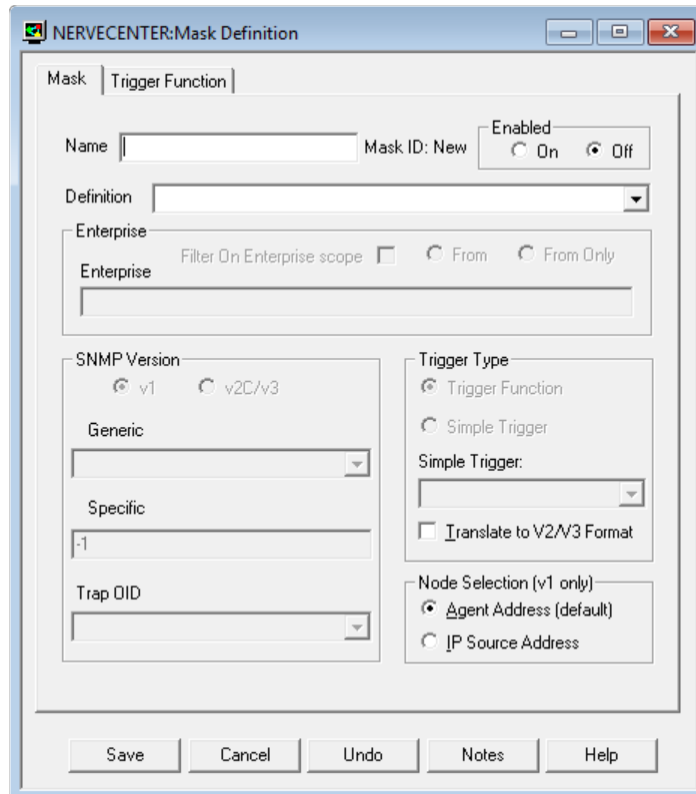 NERVECENTER:Mask Definition
Mask Trigger Function
Name Mask ID: New Enabled On Off
Definition
Enterprise
Filter On Enterprise scope From From Only
Enterprise
SNMP Version
v1 v2C/v3
Generic
Specific
-1
Trap OID
Trigger Type
Trigger Function
Simple Trigger
Simple Trigger:
Translate to V2/V3 Format
Node Selection (v1 only)
Agent Address (default)
IP Source Address
Save Cancel Undo Notes Help